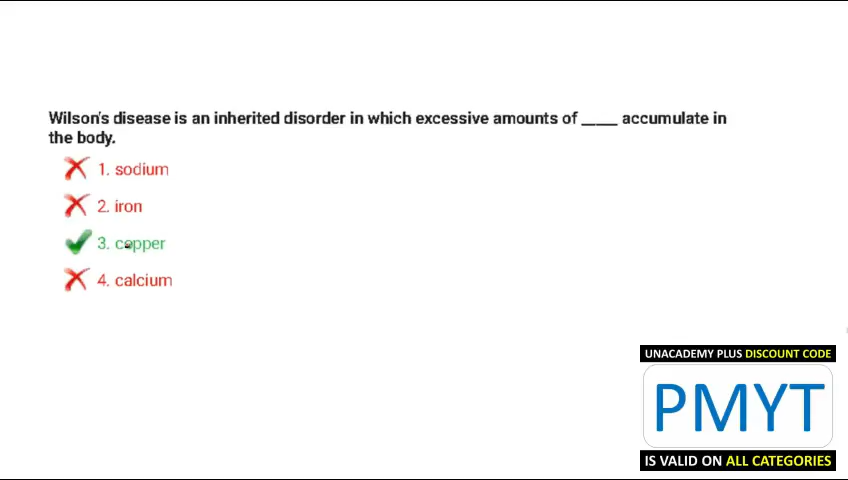 Wilson's disease is an inherited disorder in which excessive amounts of _____ accumulate in
the body.
1. sodium
2. iron
3. copper
4. calcium
UNACADEMY PLUS DISCOUNT CODE
PMYT
IS VALID ON ALL CATEGORIES